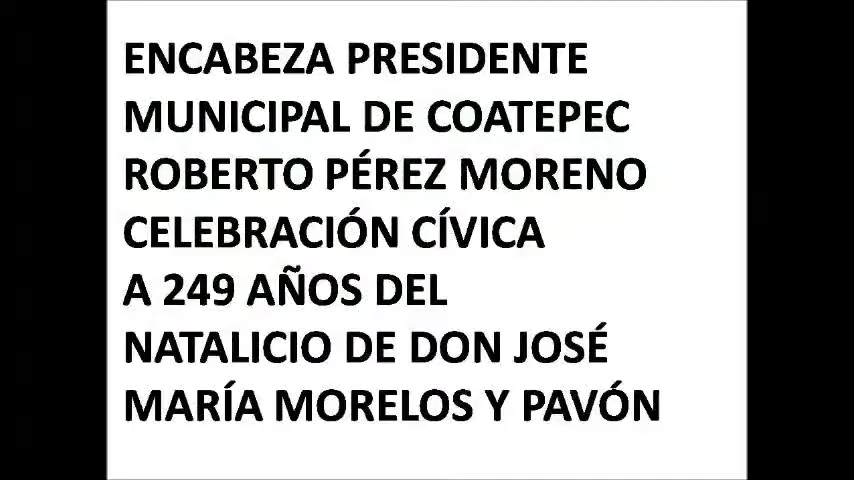 ENCABEZA PRESIDENTE
MUNICIPAL DE COATEPEC
ROBERTO PÉREZ MORENO
CELEBRACIÓN CÍVICA
A 249 AÑOS DEL
NATALICIO DE DON JOSÉ
MARÍA MORELOS Y PAVÓN